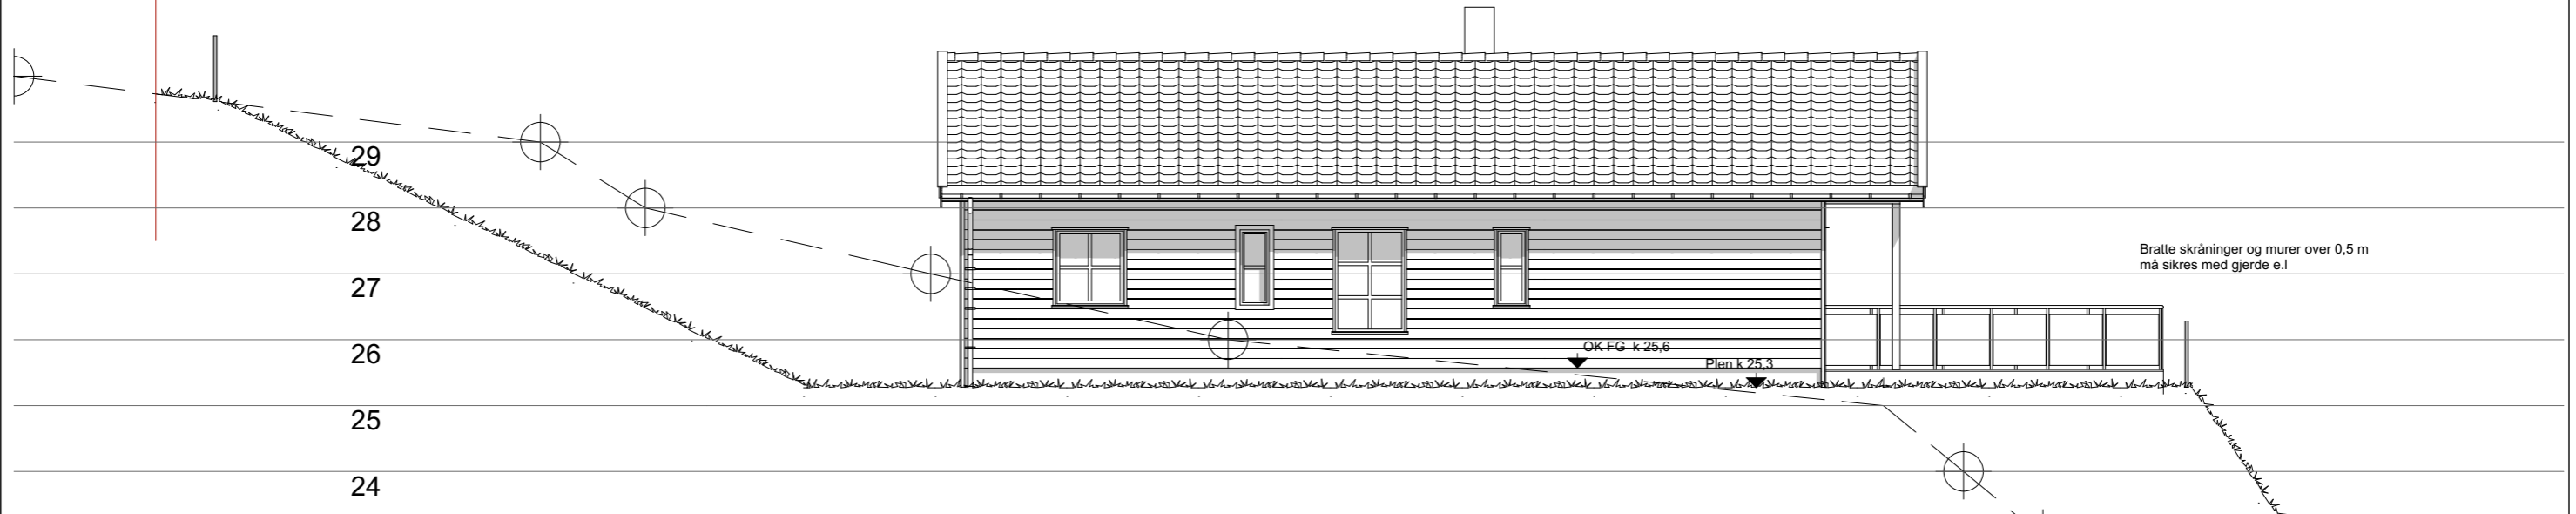 29
28
27
Bratte skråninger og murer over 0,5 m
må sikres med gjerde e.l
26
OK FG k 25,6
Plen k 25,3
25
24